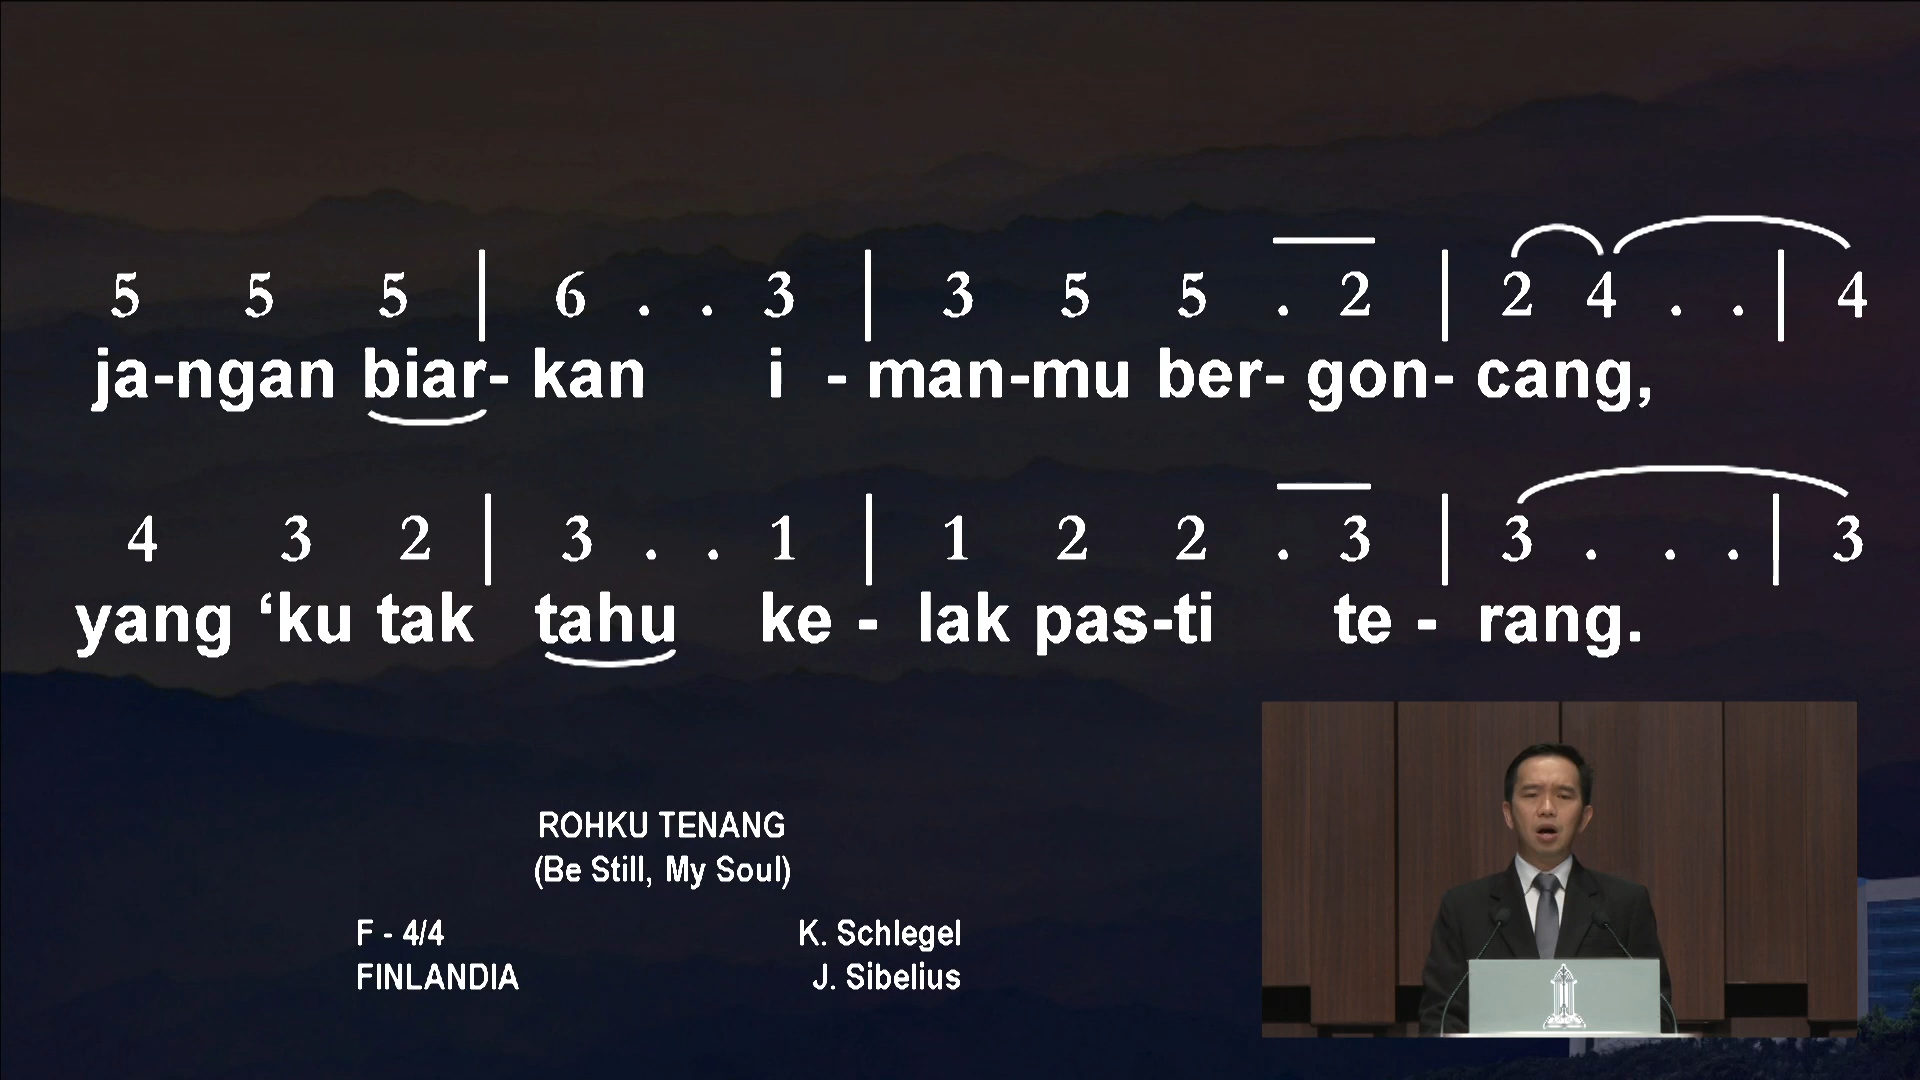 5 5 5 | 6 . . 3 | 3 5 5 . 2 | 2 4 . . | 4
ja-ngan biar- kan i - man-mu ber- gon- cang,
4 3 2 | 3 . . 1 | 1 2 2 . 3 | 3 . . . | 3
yang ‘ku tak tahu ke - lak pas-ti te - rang.
ROHKU TENANG
(Be Still, My Soul)
F - 4/4 K. Schlegel
FINLANDIA J. Sibelius